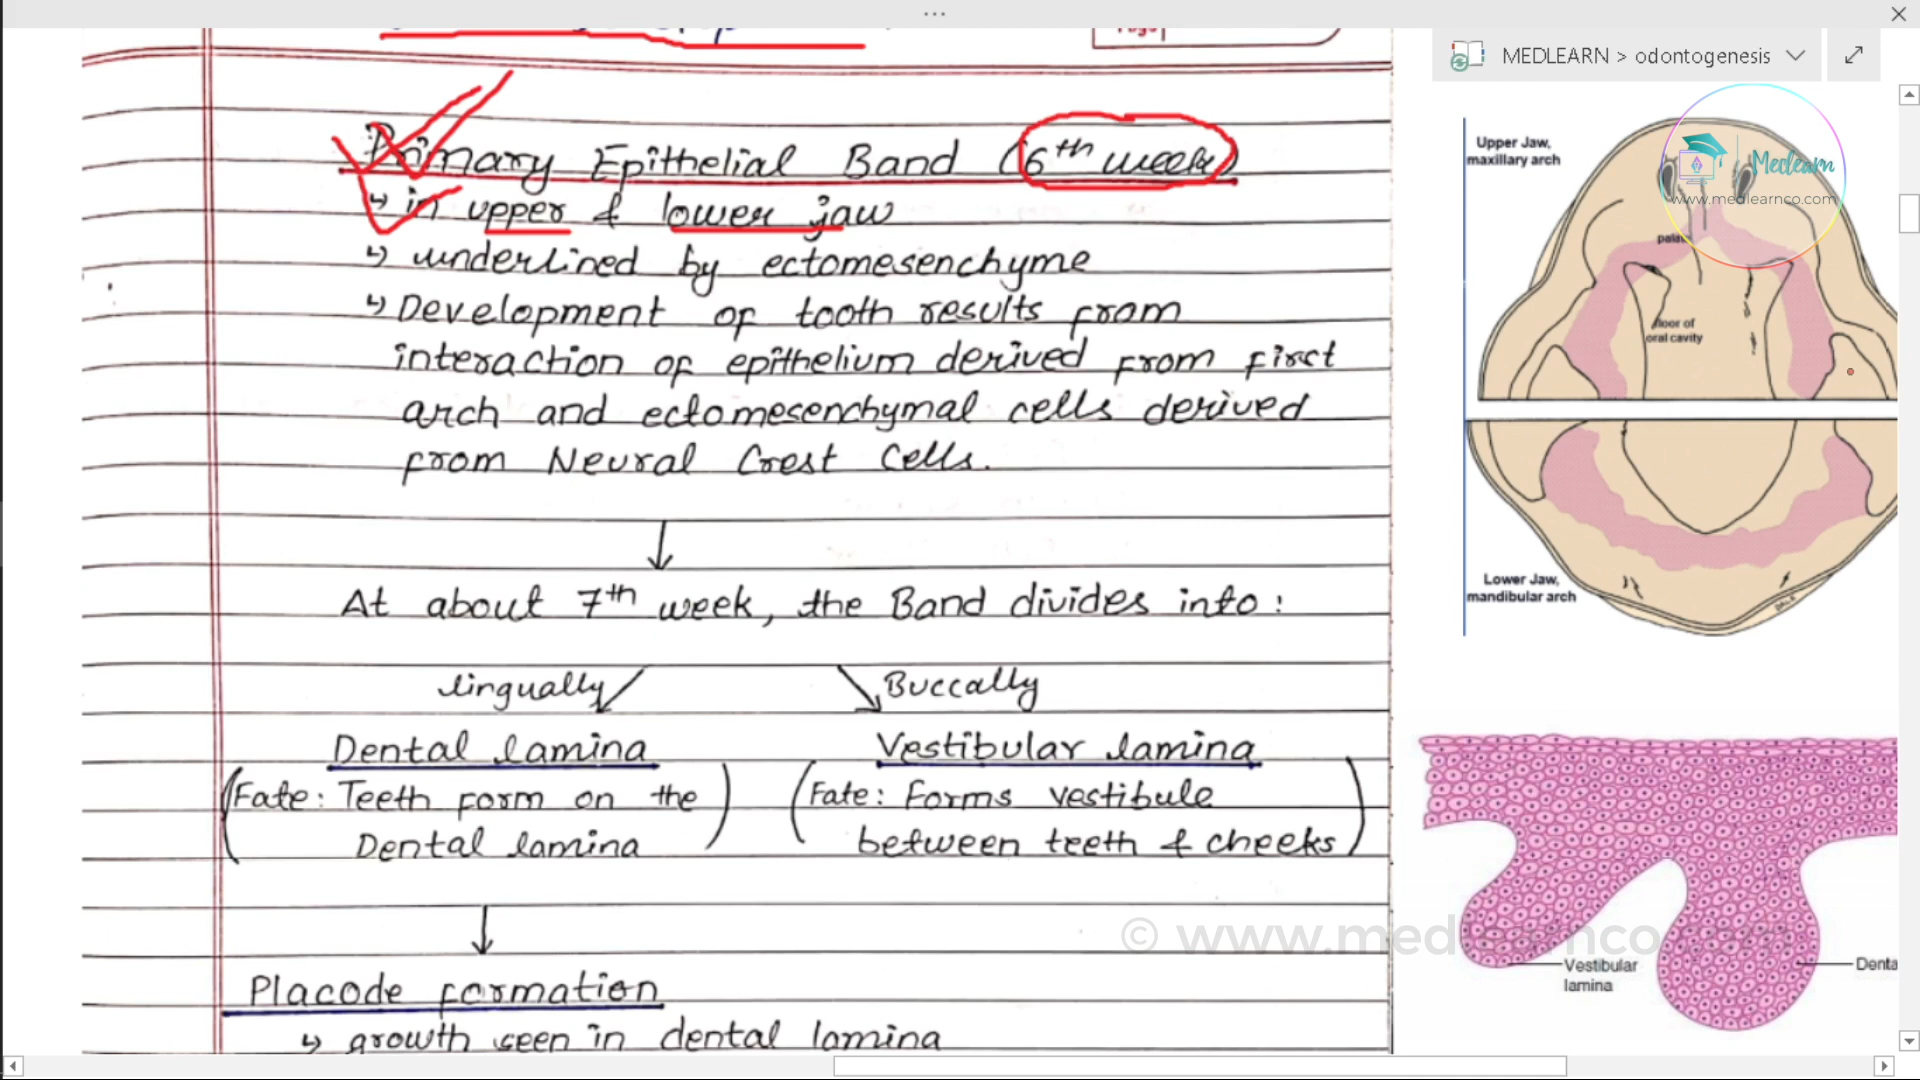 ...
Page
MEDLEARN > odontogenesis
Primary Epithelial Band (6th week)
↳ in upper & lower jaw
↳ underlined by ectomesenchyme
↳ Development of tooth results from
interaction of epithelium derived from first
arch and ectomesenchymal cells derived
from Neural Crest Cells.
↓
At about 7th week, the Band divides into:
lingually Buccally
Dental lamina Vestibular lamina
(Fate: Teeth form on the
Dental lamina)
(Fate: Forms vestibule
between teeth & cheeks)
↓
Placode formation
↳ growth seen in dental lamina
Upper Jaw,
maxillary arch
Medlearn
www.medlearnco.com
floor of
oral cavity
Lower Jaw,
mandibular arch
Vestibular
lamina
Denta